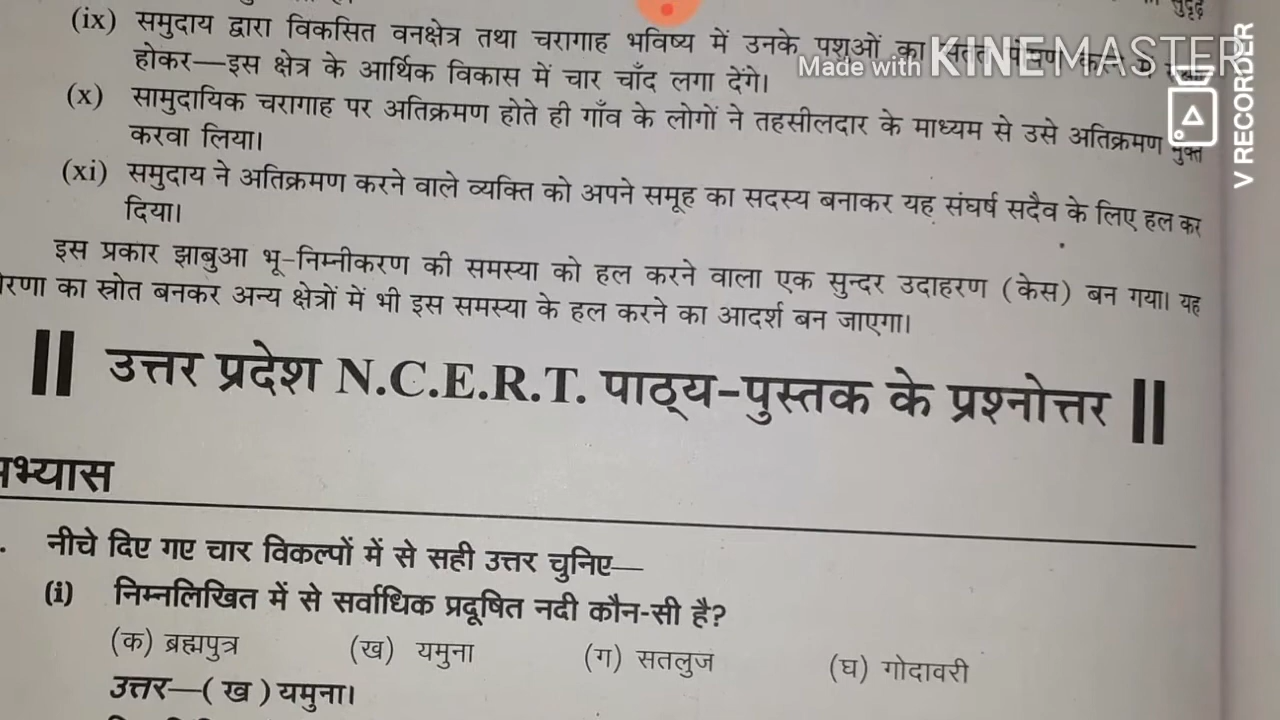 (ix) समुदाय द्वारा विकसित वनक्षेत्र तथा चरागाह भविष्य में उनके पशुओं का
Made with KINEMASTER
V RECORDER
होकर—इस क्षेत्र के आर्थिक विकास में चार चाँद लगा देंगे।
(x) सामुदायिक चरागाह पर अतिक्रमण होते ही गाँव के लोगों ने तहसीलदार के माध्यम से उसे अतिक्रमण मुक्त
करवा लिया।
(xi) समुदाय ने अतिक्रमण करने वाले व्यक्ति को अपने समूह का सदस्य बनाकर यह संघर्ष सदैव के लिए हल कर
दिया।
इस प्रकार झाबुआ भू-निम्नीकरण की समस्या को हल करने वाला एक सुन्दर उदाहरण (केस) बन गया। यह
का स्रोत बनकर अन्य क्षेत्रों में भी इस समस्या के हल करने का आदर्श बन जाएगा।
उत्तर प्रदेश N.C.E.R.T. पाठ्य-पुस्तक के प्रश्नोत्तर
नीचे दिए गए चार विकल्पों में से सही उत्तर चुनिए—
(i) निम्नलिखित में से सर्वाधिक प्रदूषित नदी कौन-सी है?
(क) ब्रह्मपुत्र (ख) यमुना (ग) सतलुज (घ) गोदावरी
उत्तर—(ख) यमुना।